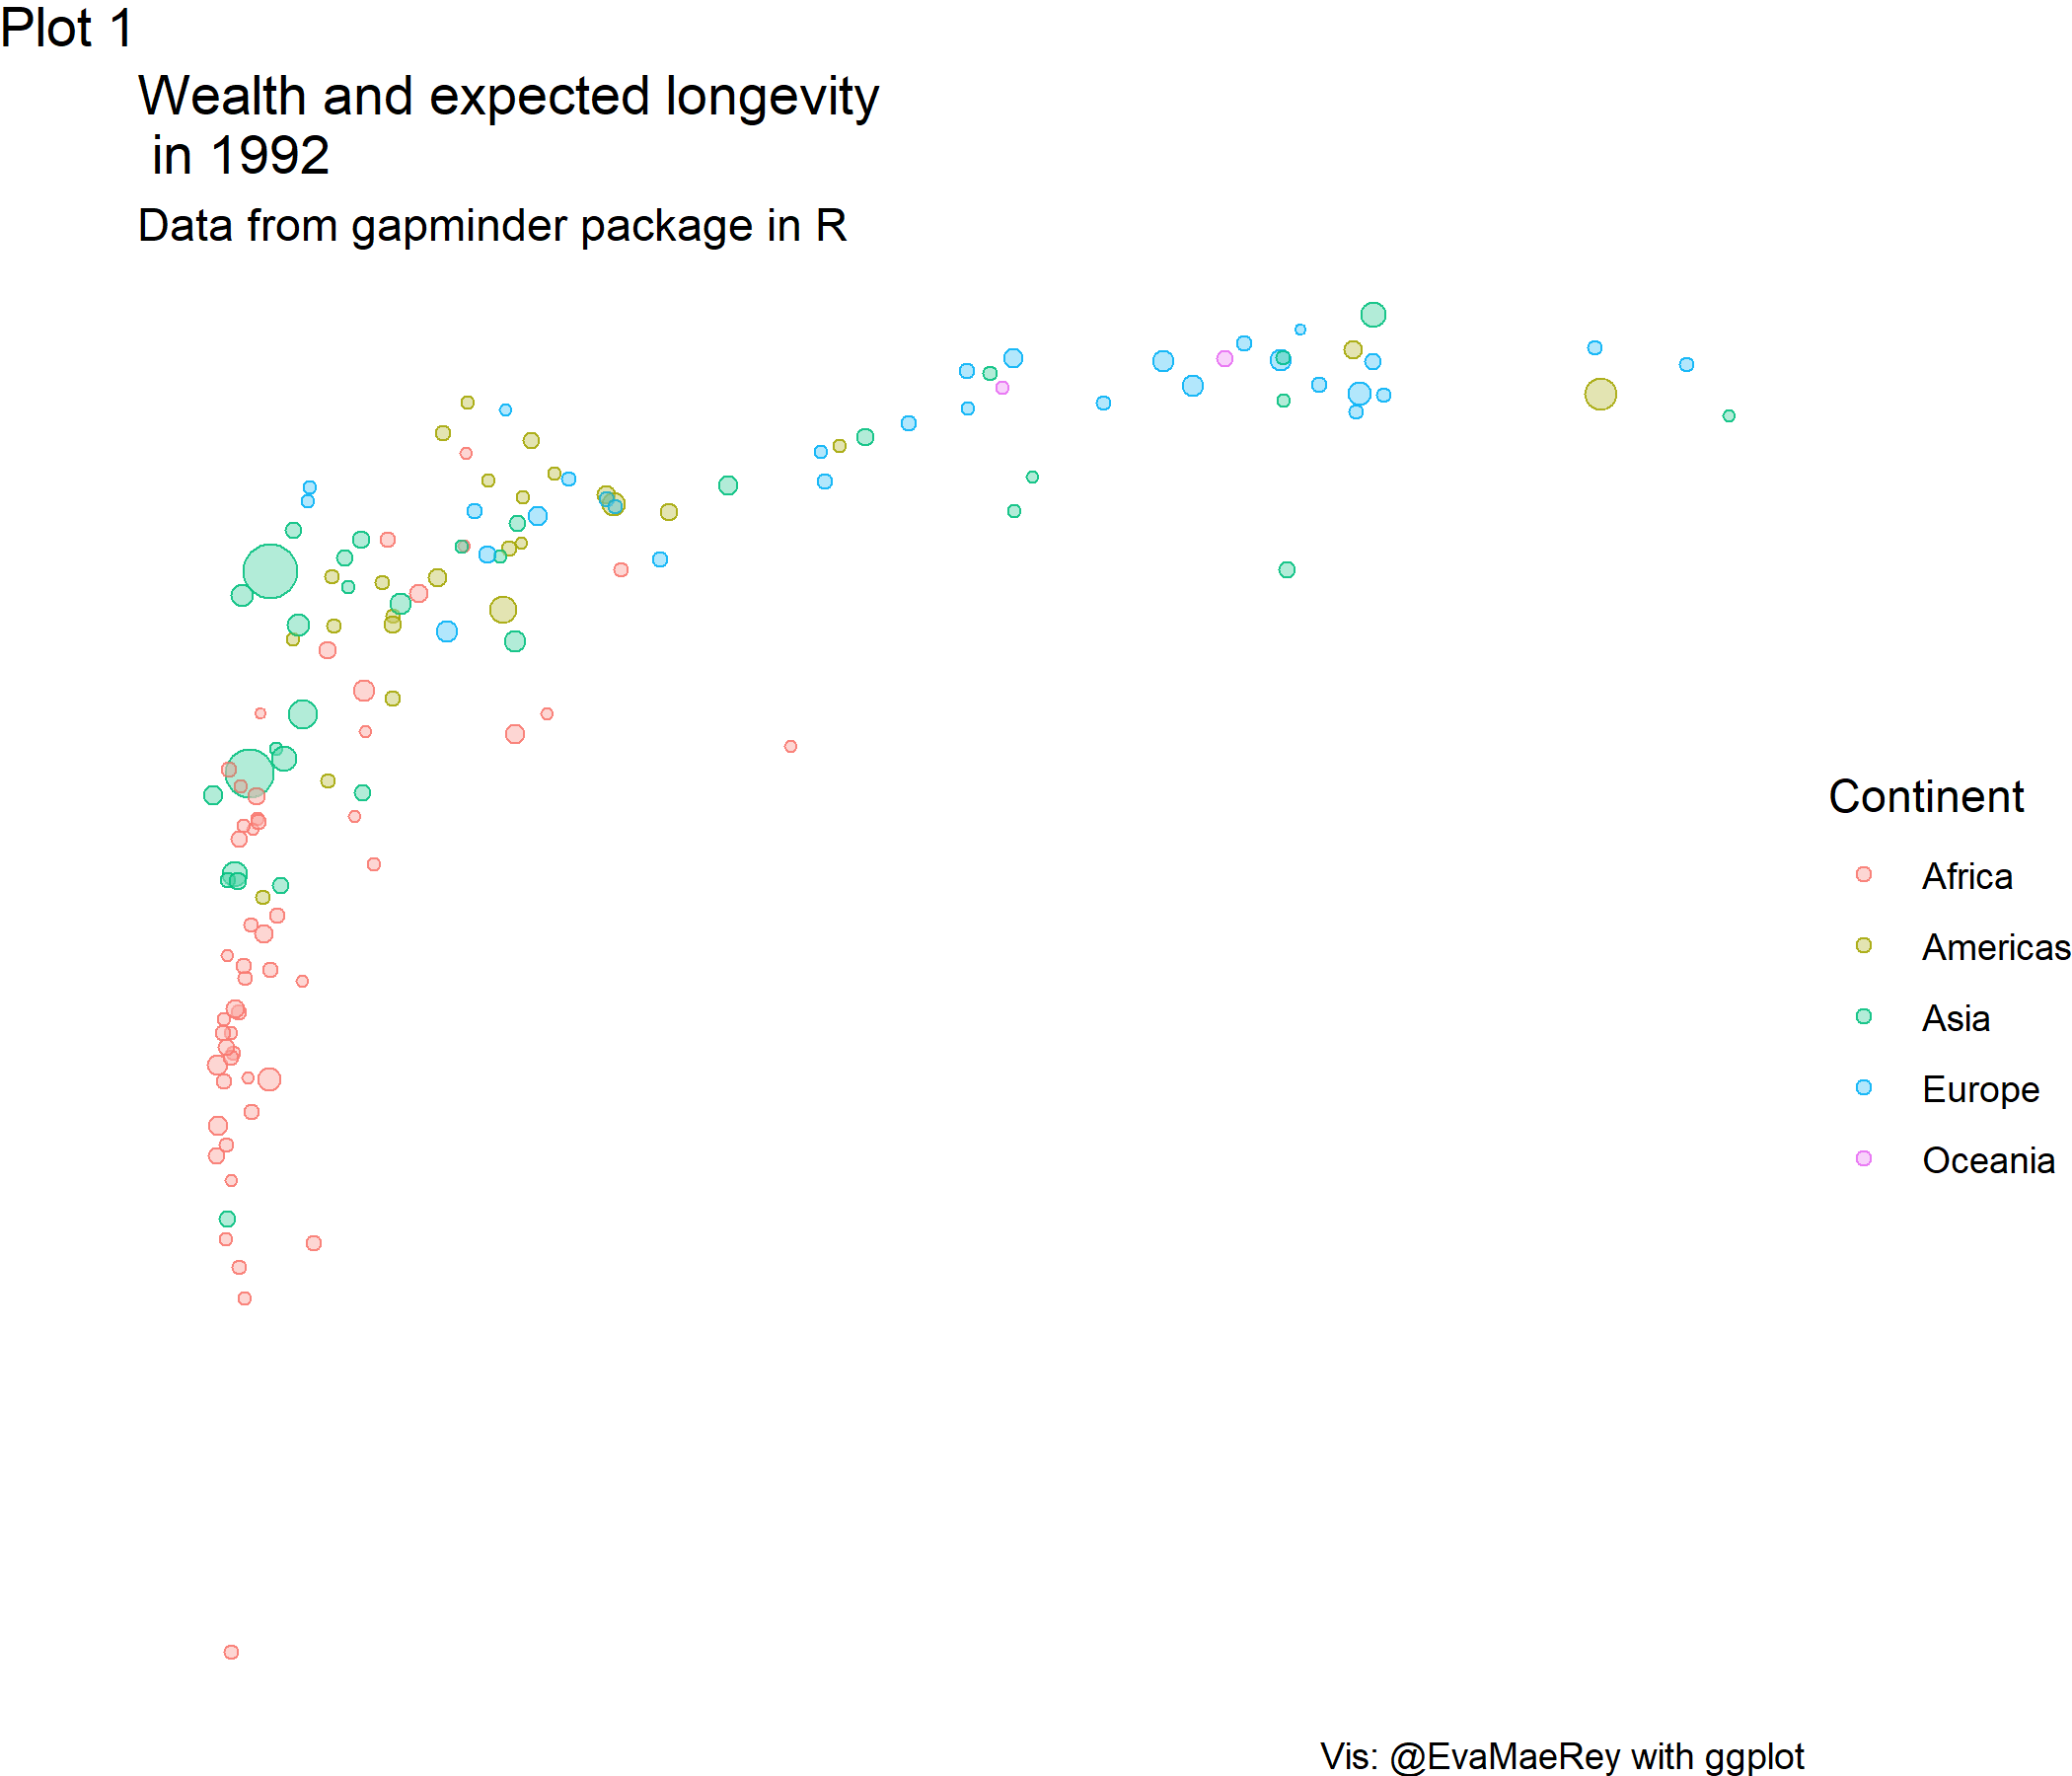 Plot 1
Wealth and expected longevity
in 1992
Data from gapminder package in R
Continent
Africa
Americas
Asia
Europe
Oceania
Vis: @EvaMaeRey with ggplot